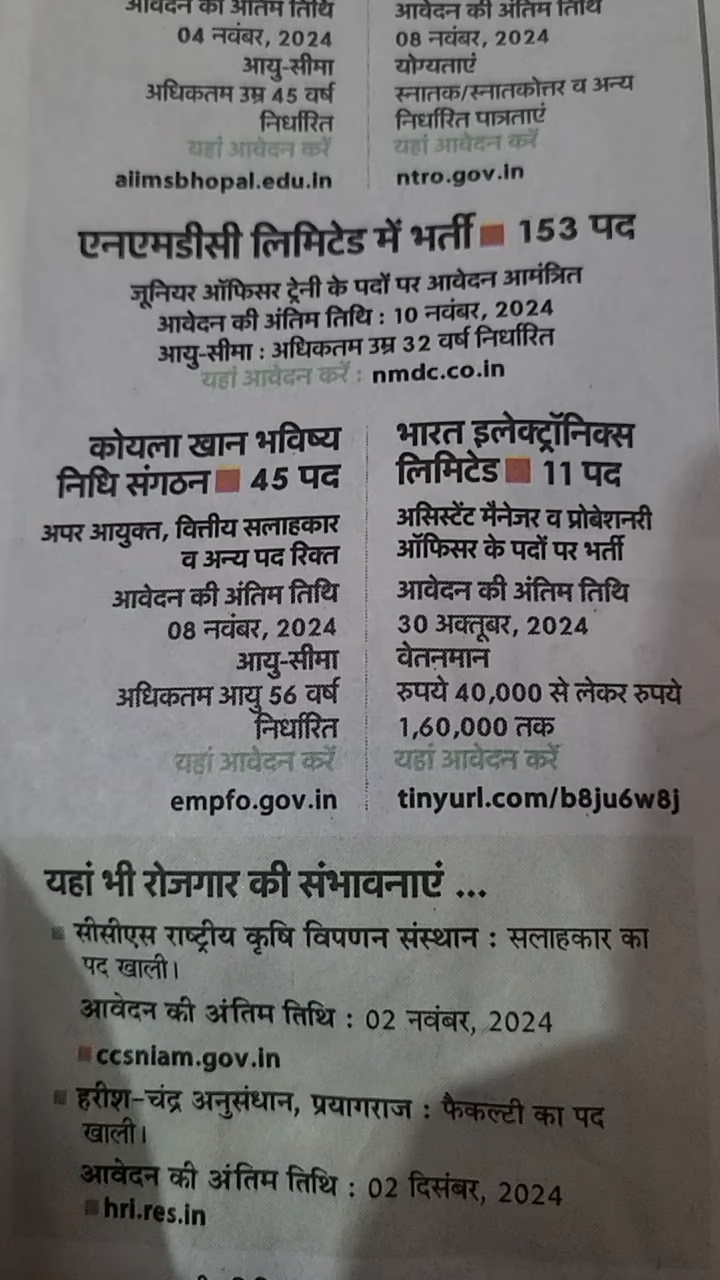 आवेदन की अंतिम तिथि
04 नवंबर, 2024
आयु-सीमा
अधिकतम उम्र 45 वर्ष
निर्धारित
यहां आवेदन करें
aiimsbhopal.edu.in
आवेदन की अंतिम तिथि
08 नवंबर, 2024
योग्यताएं
स्नातक/स्नातकोत्तर व अन्य
निर्धारित पात्रताएं
यहां आवेदन करें
ntro.gov.in
एनएमडीसी लिमिटेड में भर्ती ■ 153 पद
जूनियर ऑफिसर ट्रेनी के पदों पर आवेदन आमंत्रित
आवेदन की अंतिम तिथि : 10 नवंबर, 2024
आयु-सीमा : अधिकतम उम्र 32 वर्ष निर्धारित
यहां आवेदन करें : nmdc.co.in
कोयला खान भविष्य
निधि संगठन ■ 45 पद
अपर आयुक्त, वित्तीय सलाहकार
व अन्य पद रिक्त
आवेदन की अंतिम तिथि
08 नवंबर, 2024
आयु-सीमा
अधिकतम आयु 56 वर्ष
निर्धारित
यहां आवेदन करें
empfo.gov.in
भारत इलेक्ट्रॉनिक्स
लिमिटेड ■ 11 पद
असिस्टेंट मैनेजर व प्रोबेशनरी
ऑफिसर के पदों पर भर्ती
आवेदन की अंतिम तिथि
30 अक्तूबर, 2024
वेतनमान
रुपये 40,000 से लेकर रुपये
1,60,000 तक
यहां आवेदन करें
tinyurl.com/b8ju6w8j
यहां भी रोजगार की संभावनाएं ...
■ सीसीएस राष्ट्रीय कृषि विपणन संस्थान : सलाहकार का
पद खाली।
आवेदन की अंतिम तिथि : 02 नवंबर, 2024
■ ccsniam.gov.in
■ हरीश-चंद्र अनुसंधान, प्रयागराज : फैकल्टी का पद
खाली।
आवेदन की अंतिम तिथि : 02 दिसंबर, 2024
■ hri.res.in